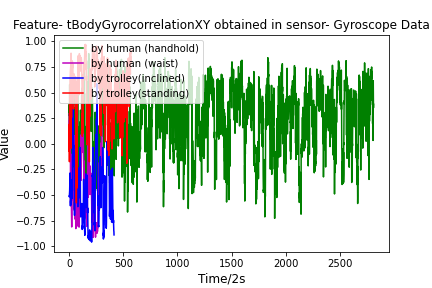 Feature- tBodyGyrocorrelationXY obtained in sensor- Gyroscope Data
1.00
0.75
0.50
0.25
0.00
−0.25
−0.50
−0.75
−1.00
Value
by human (handhold)
by human (waist)
by trolley(inclined)
by trolley(standing)
0 500 1000 1500 2000 2500
Time/2s